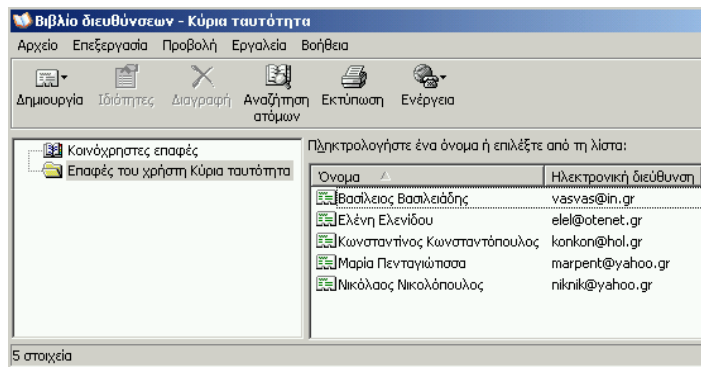 Βιβλίο διευθύνσεων - Κύρια ταυτότητα
Αρχείο Επεξεργασία Προβολή Εργαλεία Βοήθεια
Δημιουργία Ιδιότητες Διαγραφή Αναζήτηση ατόμων Εκτύπωση Ενέργεια
Κοινόχρηστες επαφές
Επαφές του χρήστη Κύρια ταυτότητα
Πληκτρολογήστε ένα όνομα ή επιλέξτε από τη λίστα:
Όνομα Ηλεκτρονική διεύθυνση
Βασίλειος Βασιλειάδης vasvas@in.gr
Ελένη Ελενίδου elel@otenet.gr
Κωνσταντίνος Κωνσταντόπουλος konkon@hol.gr
Μαρία Πενταγιώτισσα marpent@yahoo.gr
Νικόλαος Νικολόπουλος niknik@yahoo.gr
5 στοιχεία